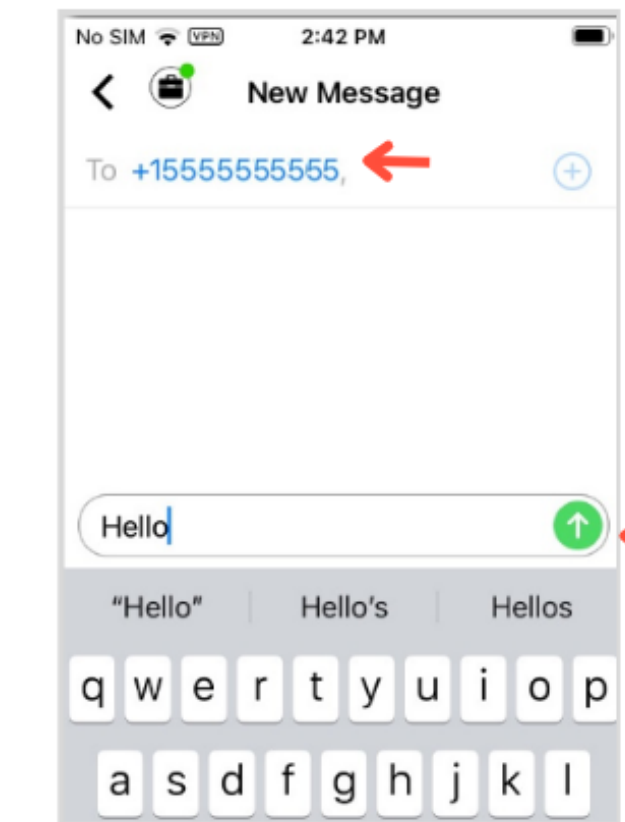 No SIM VPN 2:42 PM
New Message
To +15555555555,
Hello
“Hello” Hello's Hellos
q w e r t y u i o p
a s d f g h j k l